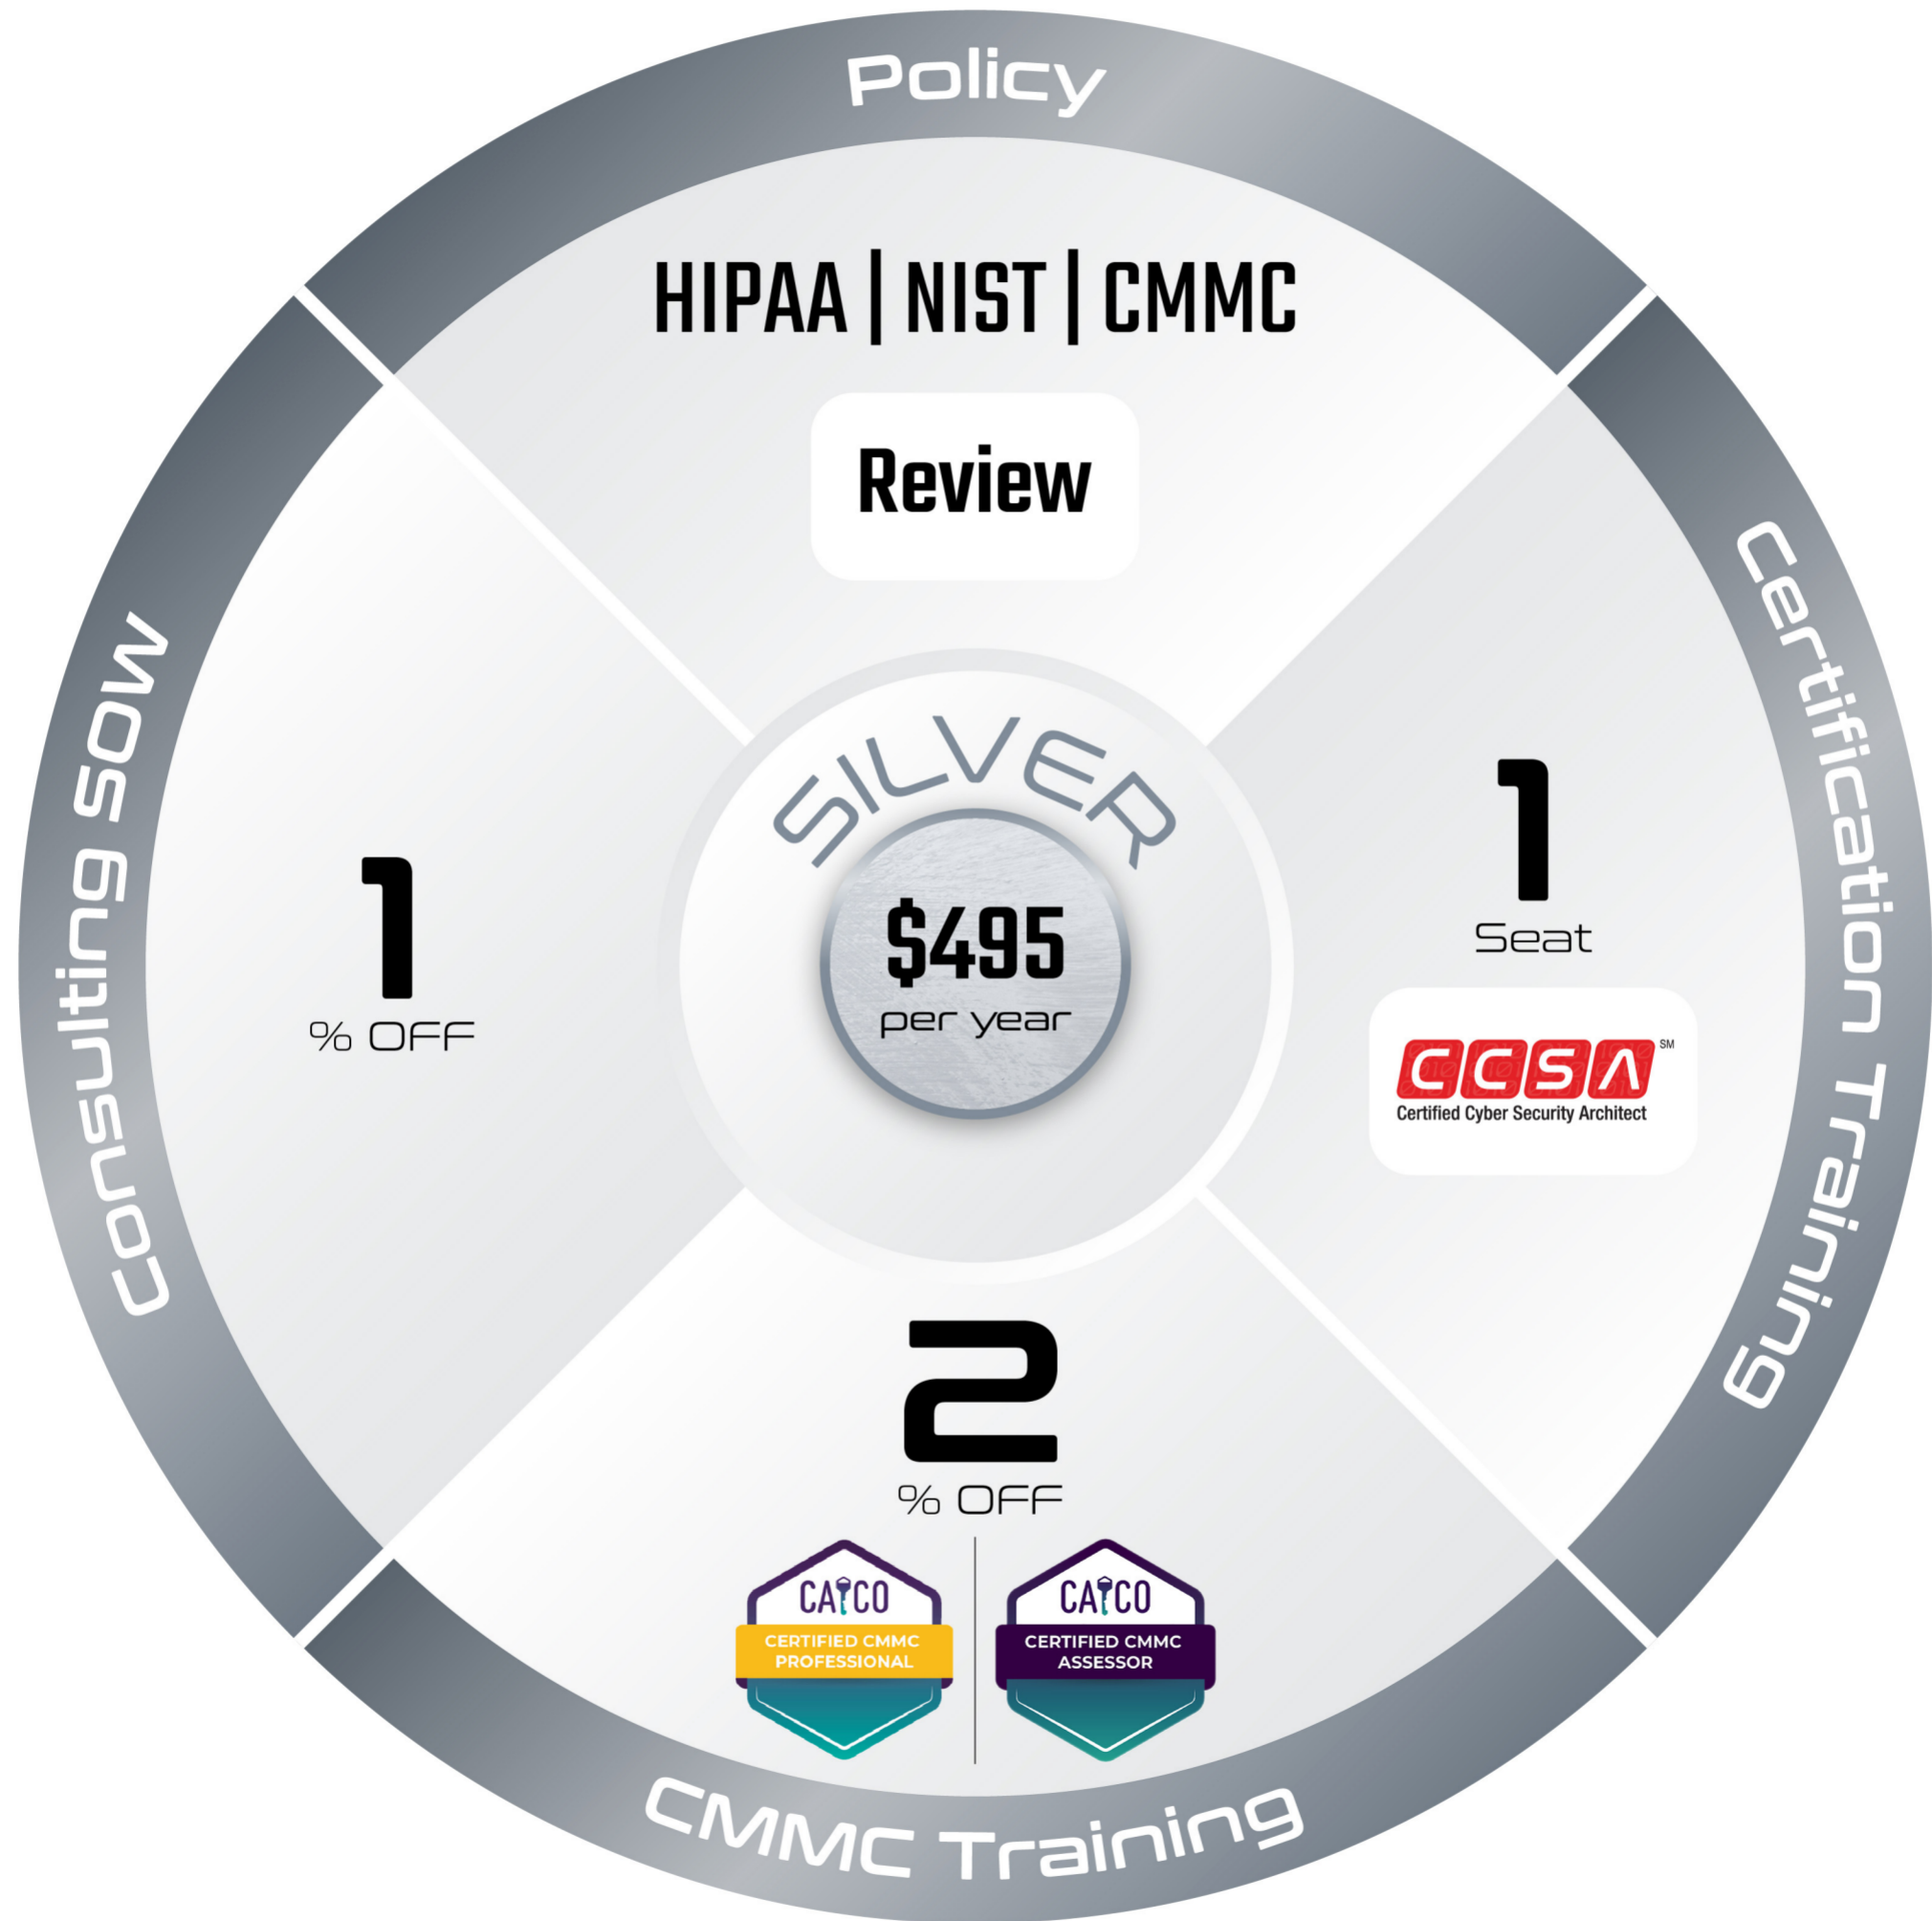 Policy
HIPAA | NIST | CMMC
Review
Consulting SOW
1
% OFF
SILVER
$495
per year
Certification Training
1
Seat
CCSA SM
Certified Cyber Security Architect
2
% OFF
CAICO
CERTIFIED CMMC
PROFESSIONAL
CAICO
CERTIFIED CMMC
ASSESSOR
CMMC Training